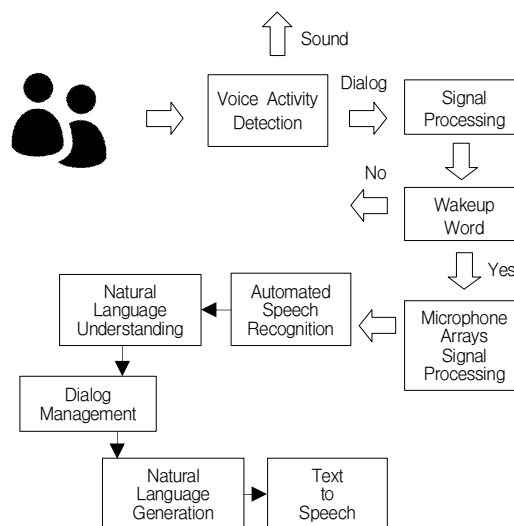 Sound
Voice Activity
Detection
Dialog
Signal
Processing
No
Wakeup
Word
Yes
Microphone
Arrays
Signal
Processing
Automated
Speech
Recognition
Natural
Language
Understanding
Dialog
Management
Natural
Language
Generation
Text
to
Speech